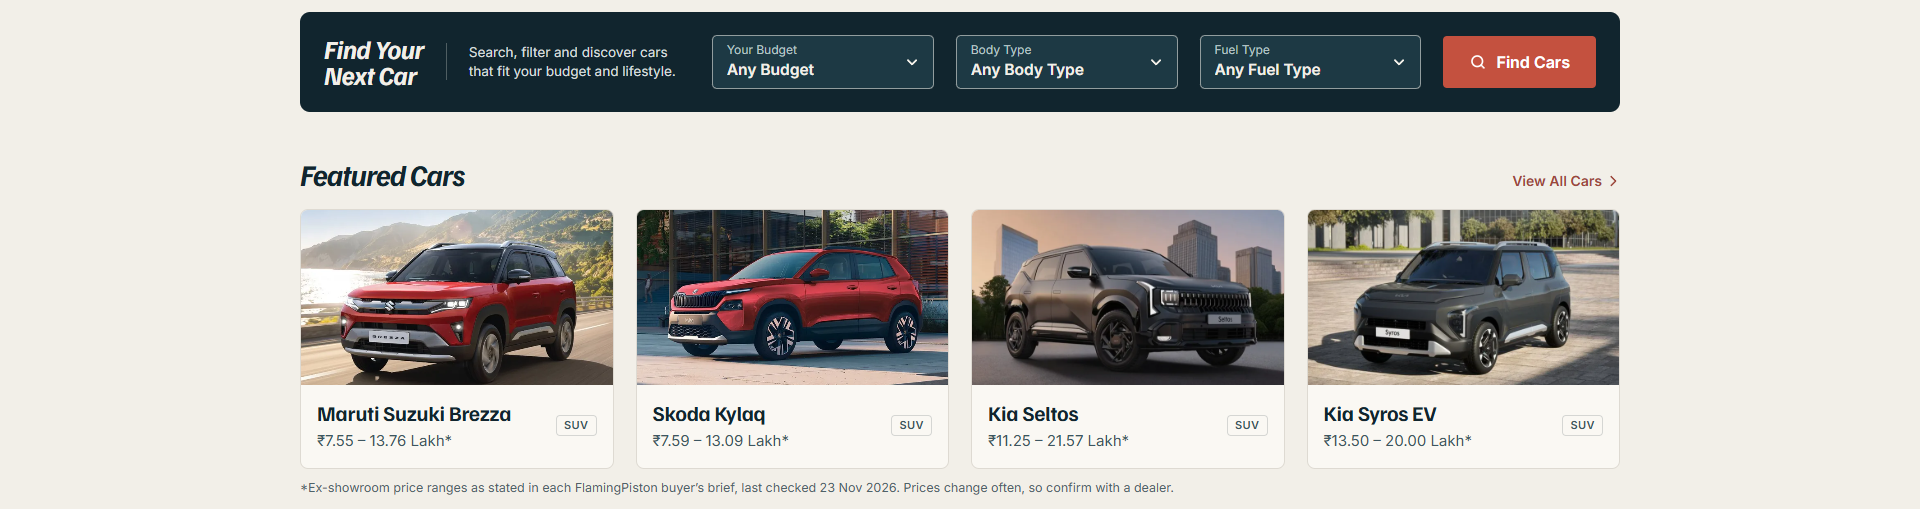 Find Your
Next Car
Search, filter and discover cars
that fit your budget and lifestyle.
Your Budget
Any Budget
Body Type
Any Body Type
Fuel Type
Any Fuel Type
Find Cars
Featured Cars
View All Cars
BREZZA
Seltos
Syros
Maruti Suzuki Brezza
₹7.55 – 13.76 Lakh*
SUV
Skoda Kylaq
₹7.59 – 13.09 Lakh*
SUV
Kia Seltos
₹11.25 – 21.57 Lakh*
SUV
Kia Syros EV
₹13.50 – 20.00 Lakh*
SUV
*Ex-showroom price ranges as stated in each FlamingPiston buyer’s brief, last checked 23 Nov 2026. Prices change often, so confirm with a dealer.